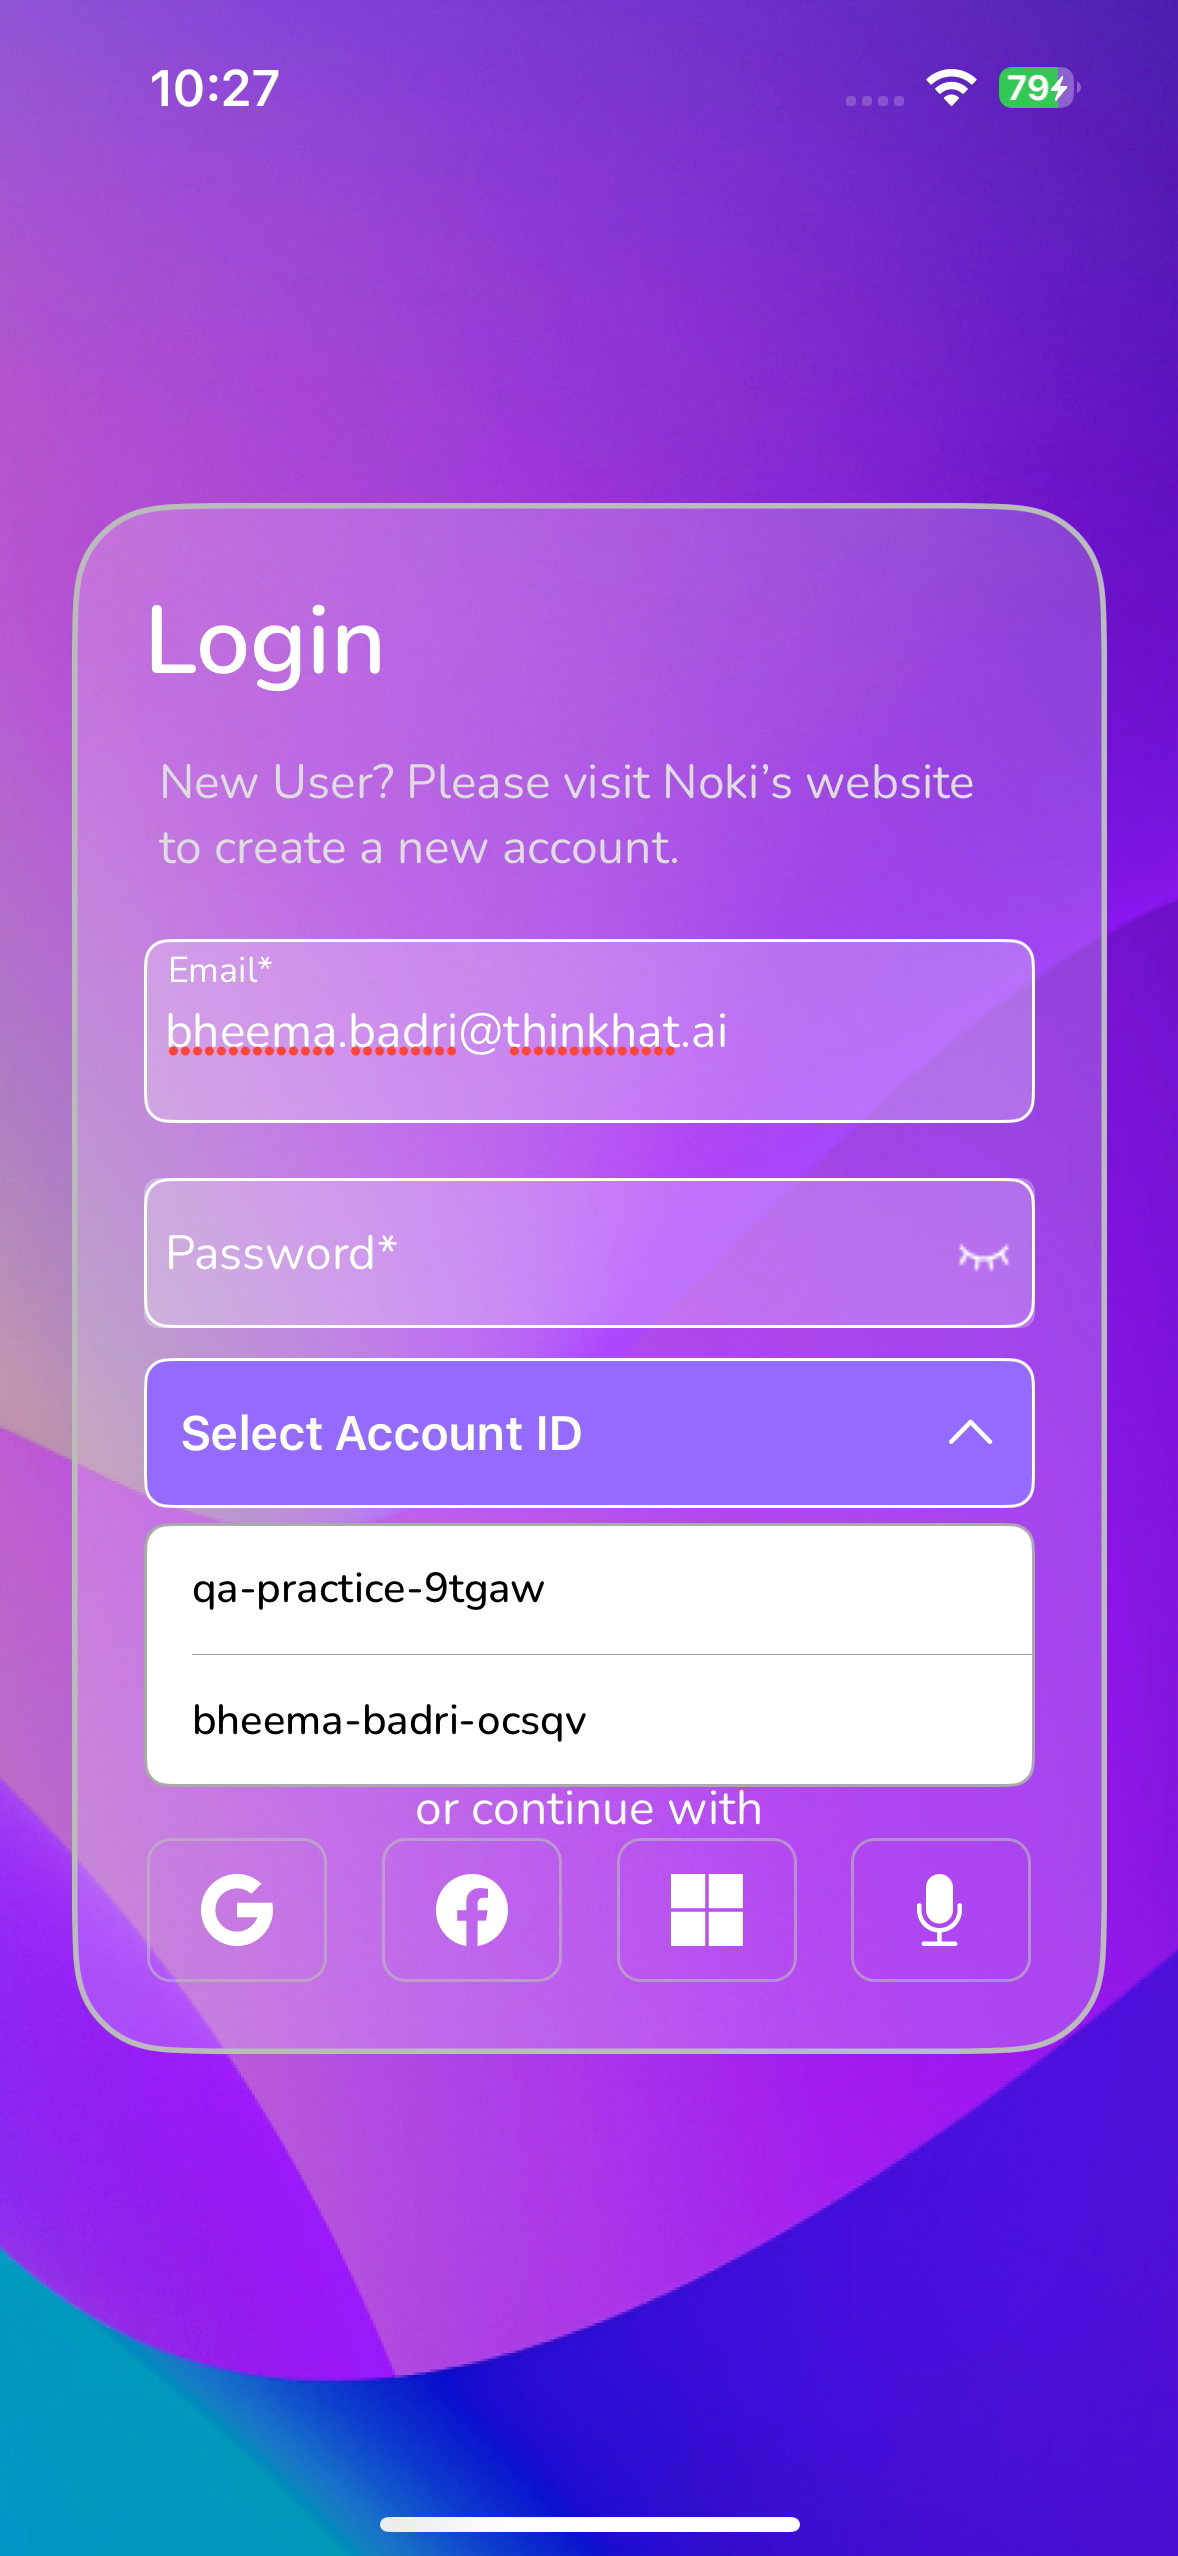 10:27
79
Login
New User? Please visit Noki’s website
to create a new account.
Email*
bheema.badri@thinkhat.ai
Password*
Select Account ID
qa-practice-9tgaw
bheema-badri-ocsqv
or continue with